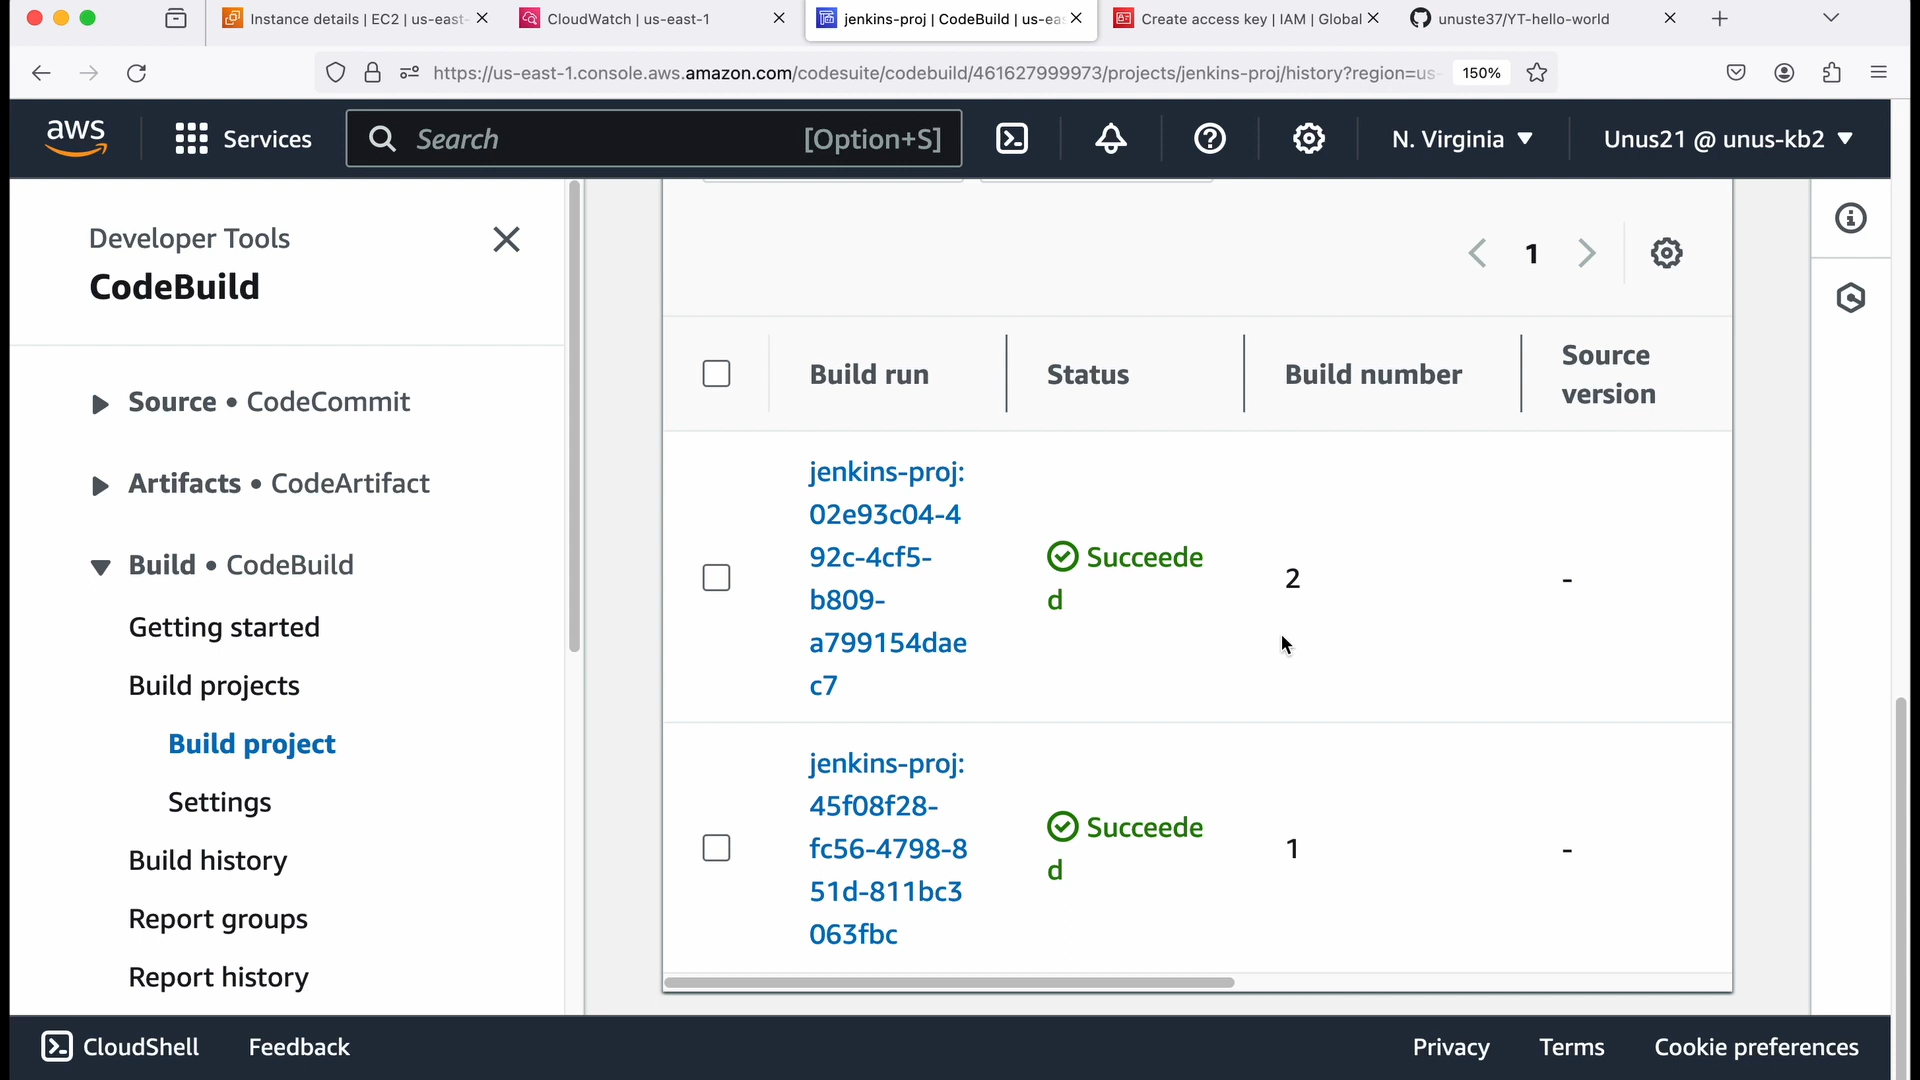 Instance details | EC2 | us-east-
CloudWatch | us-east-1
jenkins-proj | CodeBuild | us-eas
Create access key | IAM | Global
unuste37/YT-hello-world
https://us-east-1.console.aws.amazon.com/codesuite/codebuild/461627999973/projects/jenkins-proj/history?region=us-
150%
aws
Services
Search
[Option+S]
N. Virginia
Unus21 @ unus-kb2
Developer Tools
CodeBuild
Source • CodeCommit
Artifacts • CodeArtifact
Build • CodeBuild
Getting started
Build projects
Build project
Settings
Build history
Report groups
Report history
1
Build run
Status
Build number
Source
version
jenkins-proj:
02e93c04-4
92c-4cf5-
b809-
a799154dae
c7
Succeede
d
2
-
jenkins-proj:
45f08f28-
fc56-4798-8
51d-811bc3
063fbc
Succeede
d
1
-
CloudShell
Feedback
Privacy
Terms
Cookie preferences